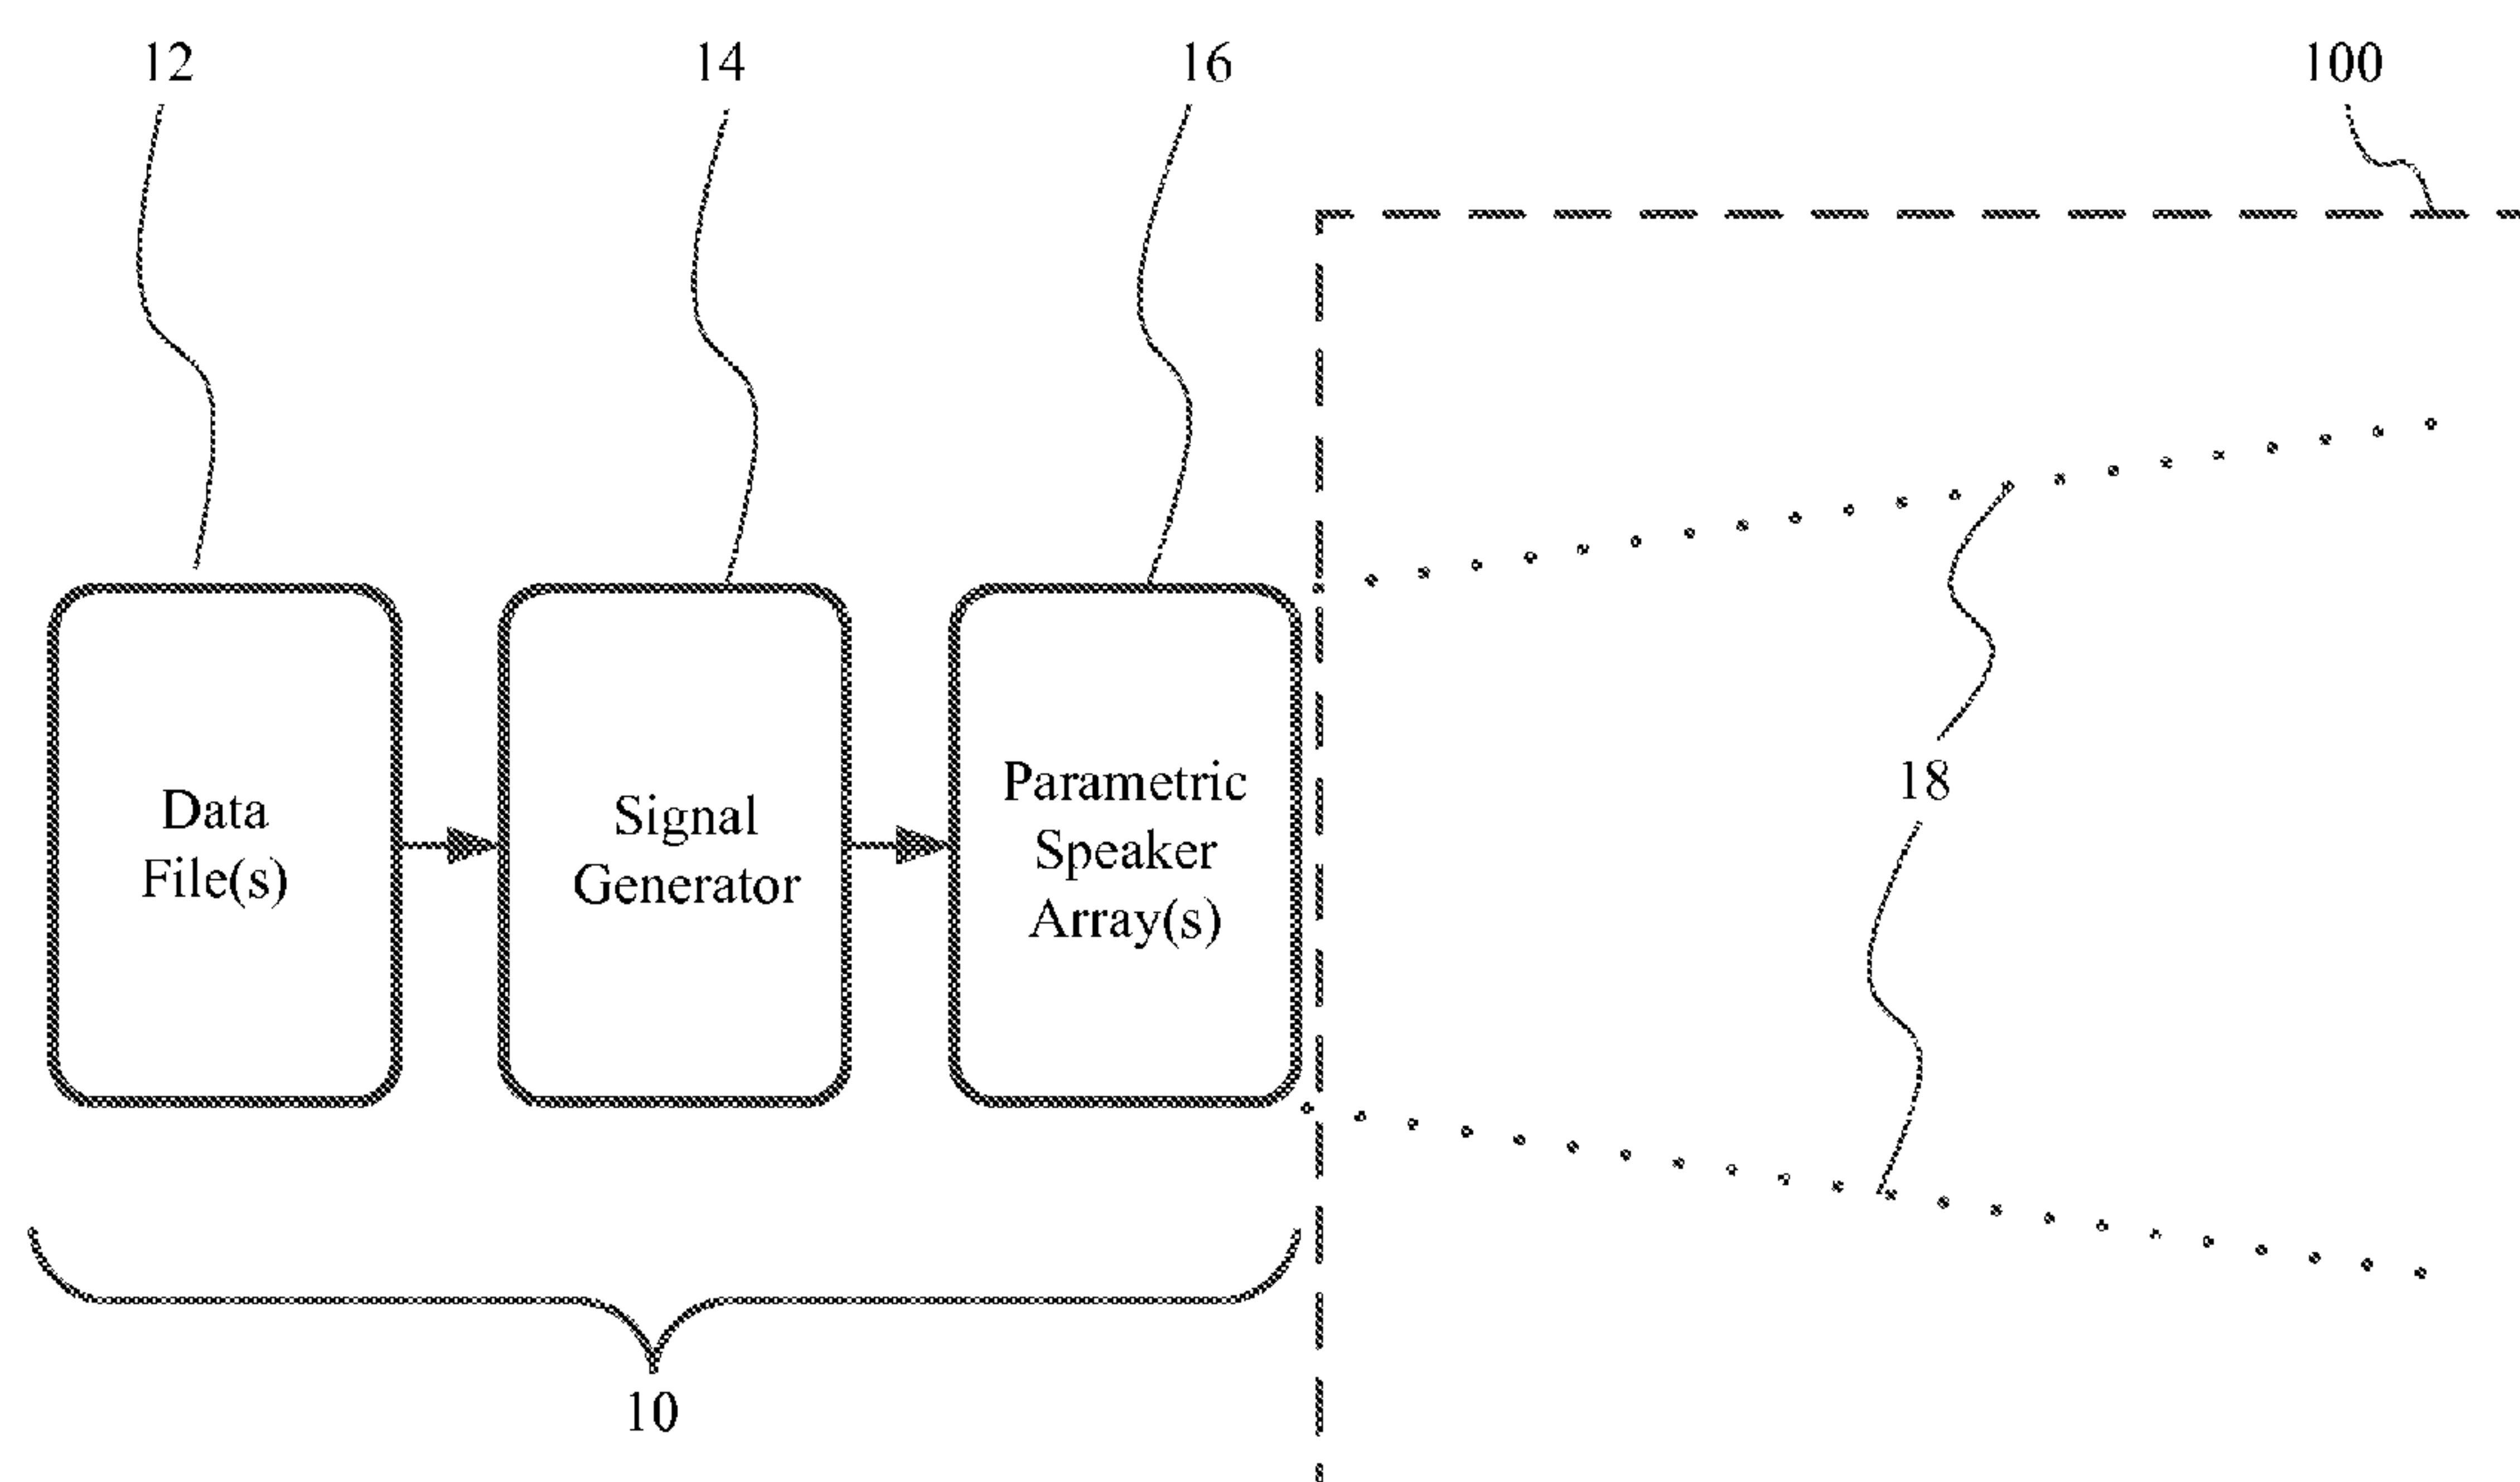 12
14
16
100
Data
File(s)
Signal
Generator
Parametric
Speaker
Array(s)
18
10